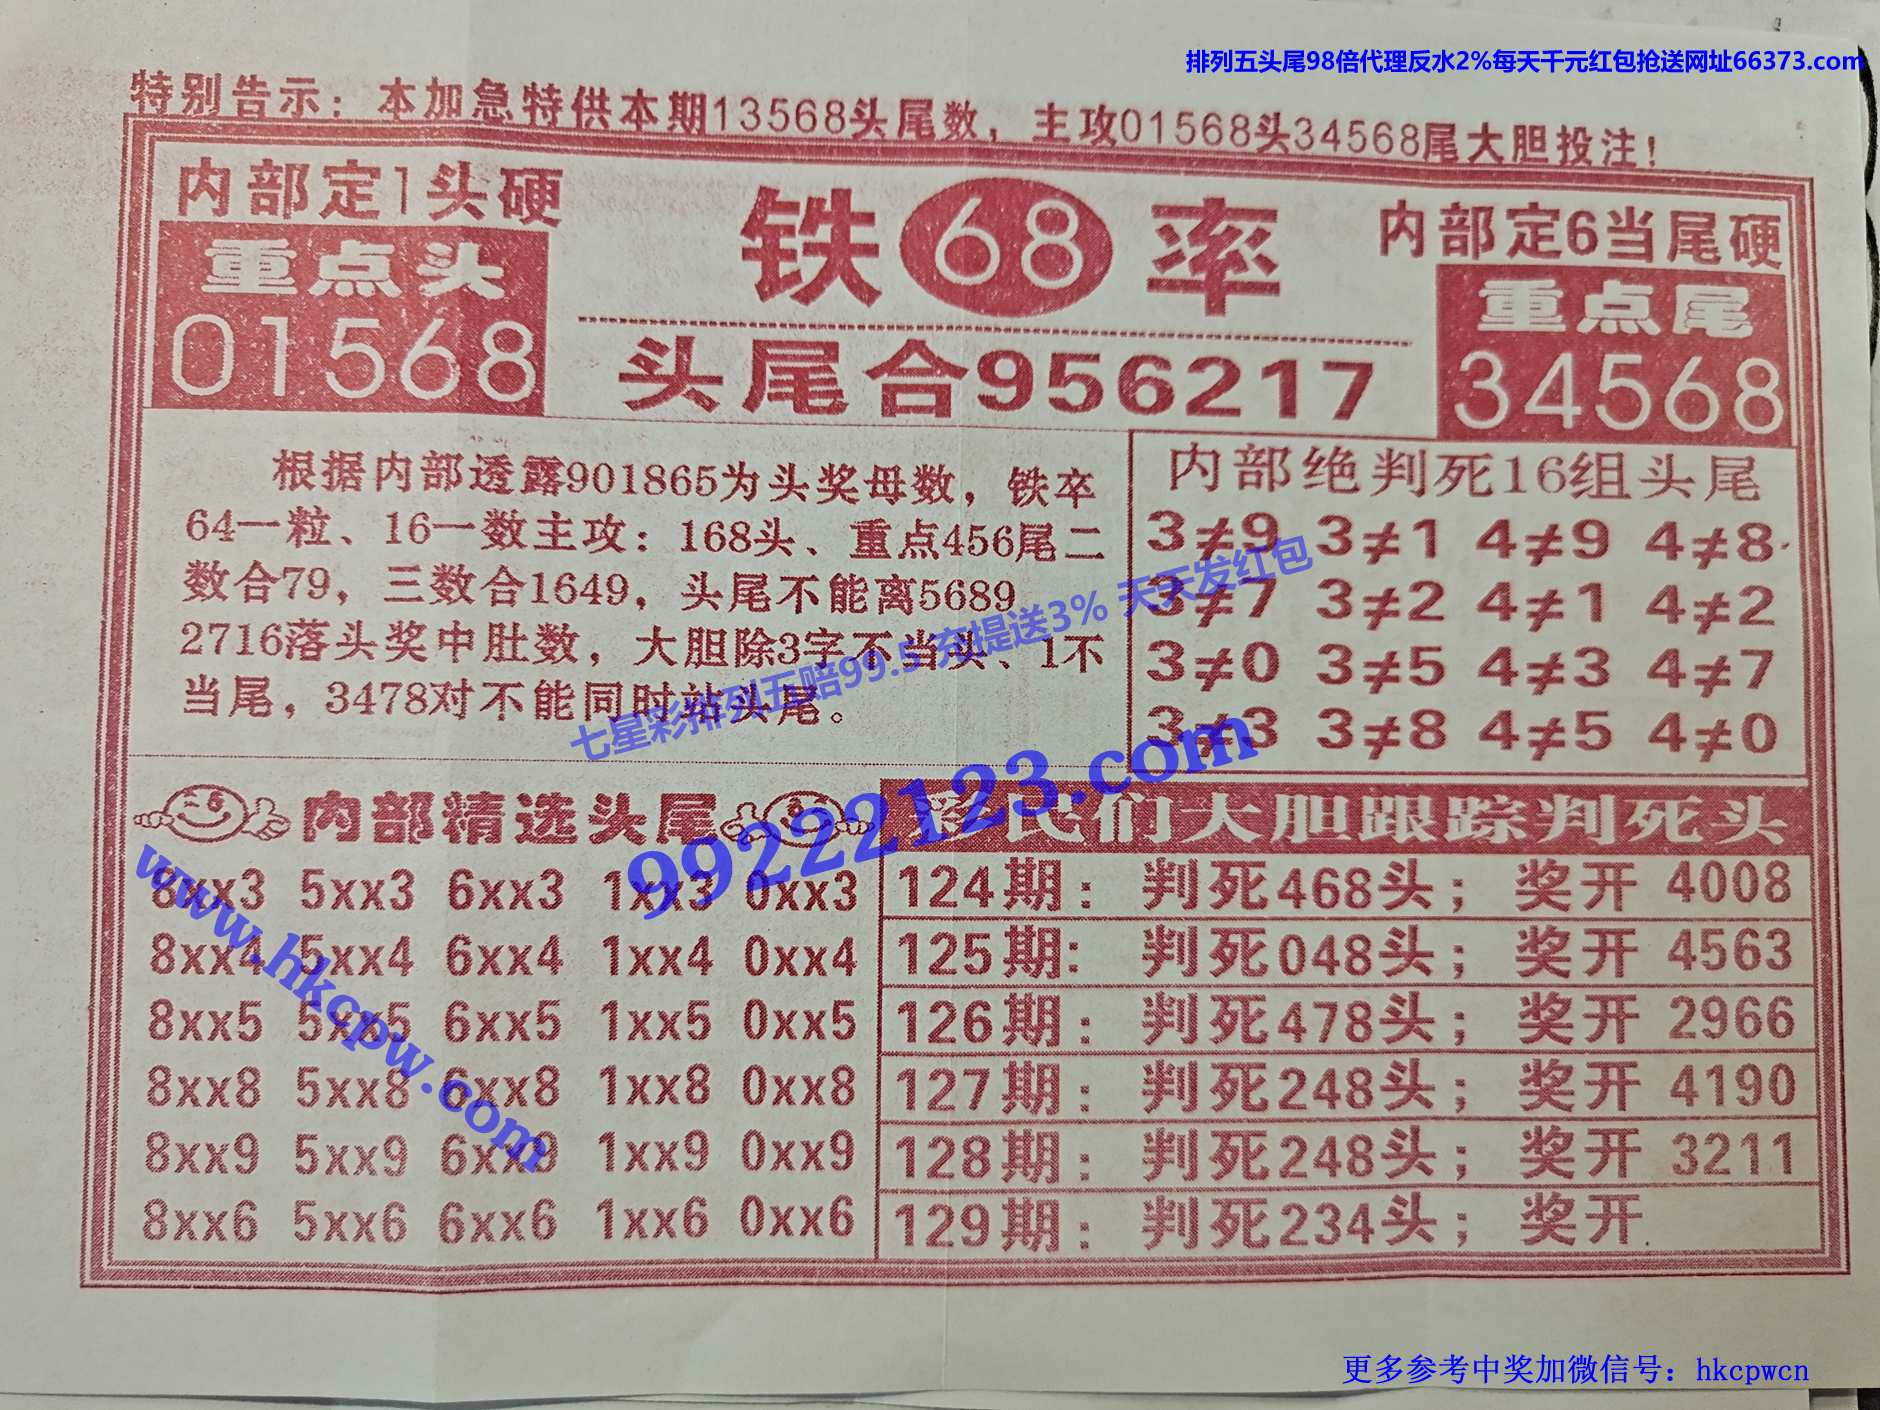 排列五头尾98倍代理反水2%每天千元红包抢送网址66373.com
特别告示：本加急特供本期13568头尾数，主攻01568头34568尾大胆投注！
内部定1头硬
重点头
01568
铁68率
头尾合956217
内部定6当尾硬
重点尾
34568
根据内部透露901865为头奖母数，铁卒
64一粒、16一数主攻：168头、重点456尾二
数合79，三数合1649，头尾不能离5689
2716落头奖中肚数，大胆除3字不当头、1不
当尾，3478对不能同时站头尾。
内部绝判死16组头尾
3≠9 3≠1 4≠9 4≠8
3≠7 3≠2 4≠1 4≠2
3≠0 3≠5 4≠3 4≠7
3≠3 3≠8 4≠5 4≠0
七星彩排列五赔99.5 充提送3% 天天发红包
99222123.com
内部精选头尾
8xx3 5xx3 6xx3 1xx3 0xx3
8xx4 5xx4 6xx4 1xx4 0xx4
8xx5 5xx5 6xx5 1xx5 0xx5
8xx8 5xx8 6xx8 1xx8 0xx8
8xx9 5xx9 6xx9 1xx9 0xx9
8xx6 5xx6 6xx6 1xx6 0xx6
www.hkcpw.com
彩民们大胆跟踪判死头
124期：判死468头；奖开 4008
125期：判死048头；奖开 4563
126期：判死478头；奖开 2966
127期：判死248头；奖开 4190
128期：判死248头；奖开 3211
129期：判死234头；奖开
更多参考中奖加微信号：hkcpwcn